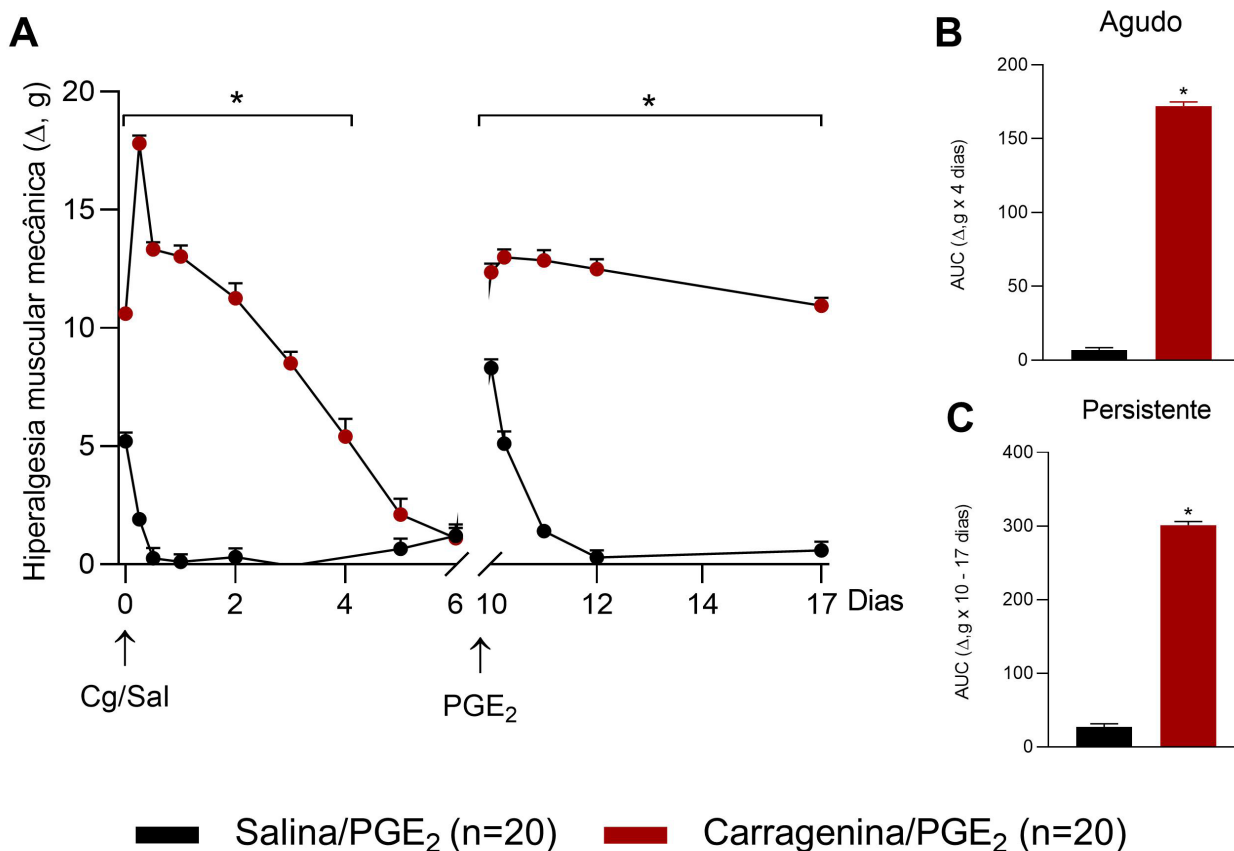 A
Hiperalgesia muscular mecânica (Δ, g)
20
15
10
5
0
*
*
0
2
4
6
10
12
14
17
Dias
Cg/Sal
PGE₂
B
Agudo
AUC (Δ,g x 4 dias)
200
150
100
50
0
*
C
Persistente
AUC (Δ,g x 10 - 17 dias)
400
300
200
100
0
*
Salina/PGE₂ (n=20)
Carragenina/PGE₂ (n=20)